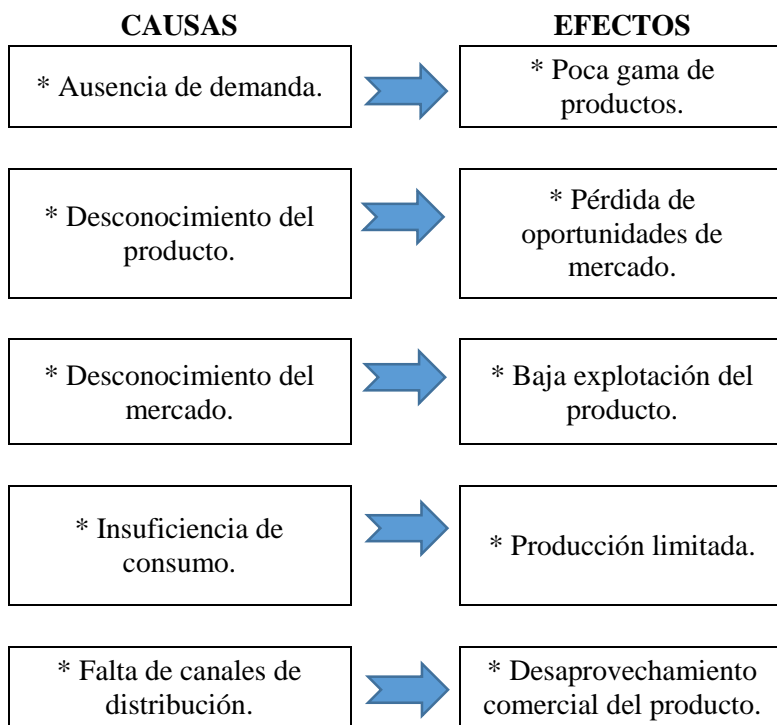 CAUSAS
EFECTOS
* Ausencia de demanda.
* Poca gama de
productos.
* Desconocimiento del
producto.
* Pérdida de
oportunidades de
mercado.
* Desconocimiento del
mercado.
* Baja explotación del
producto.
* Insuficiencia de
consumo.
* Producción limitada.
* Falta de canales de
distribución.
* Desaprovechamiento
comercial del producto.